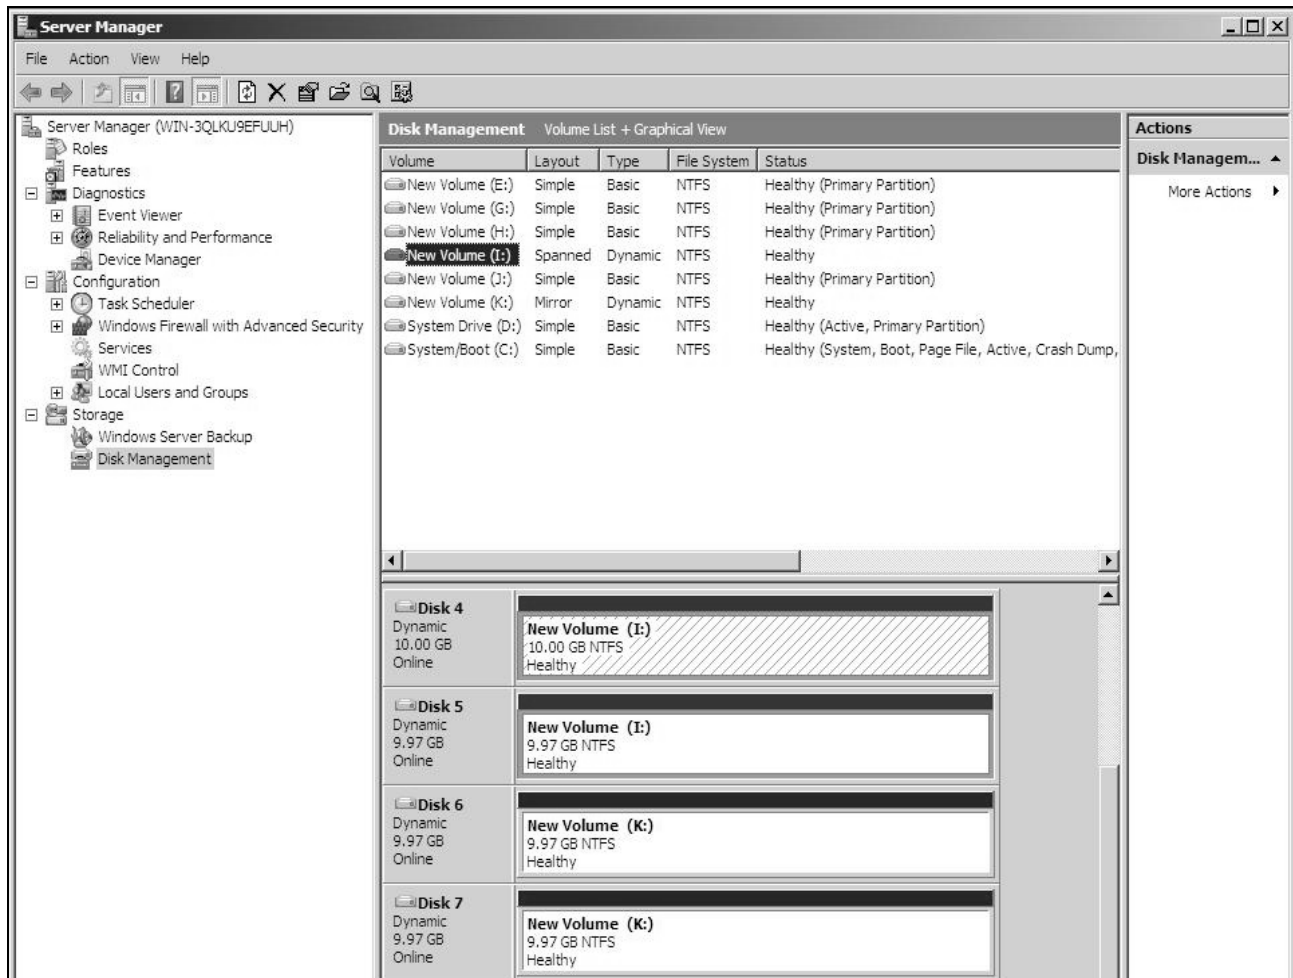 Server Manager
File Action View Help
Server Manager (WIN-3QLKU9EFUUH)
Roles
Features
Diagnostics
Event Viewer
Reliability and Performance
Device Manager
Configuration
Task Scheduler
Windows Firewall with Advanced Security
Services
WMI Control
Local Users and Groups
Storage
Windows Server Backup
Disk Management
Disk Management Volume List + Graphical View
Volume Layout Type File System Status
New Volume (E:) Simple Basic NTFS Healthy (Primary Partition)
New Volume (G:) Simple Basic NTFS Healthy (Primary Partition)
New Volume (H:) Simple Basic NTFS Healthy (Primary Partition)
New Volume (I:) Spanned Dynamic NTFS Healthy
New Volume (J:) Simple Basic NTFS Healthy (Primary Partition)
New Volume (K:) Mirror Dynamic NTFS Healthy
System Drive (D:) Simple Basic NTFS Healthy (Active, Primary Partition)
System/Boot (C:) Simple Basic NTFS Healthy (System, Boot, Page File, Active, Crash Dump,
Disk 4
Dynamic
10.00 GB
Online
New Volume (I:)
10.00 GB NTFS
Healthy
Disk 5
Dynamic
9.97 GB
Online
New Volume (I:)
9.97 GB NTFS
Healthy
Disk 6
Dynamic
9.97 GB
Online
New Volume (K:)
9.97 GB NTFS
Healthy
Disk 7
Dynamic
9.97 GB
Online
New Volume (K:)
9.97 GB NTFS
Healthy
Actions
Disk Managem...
More Actions